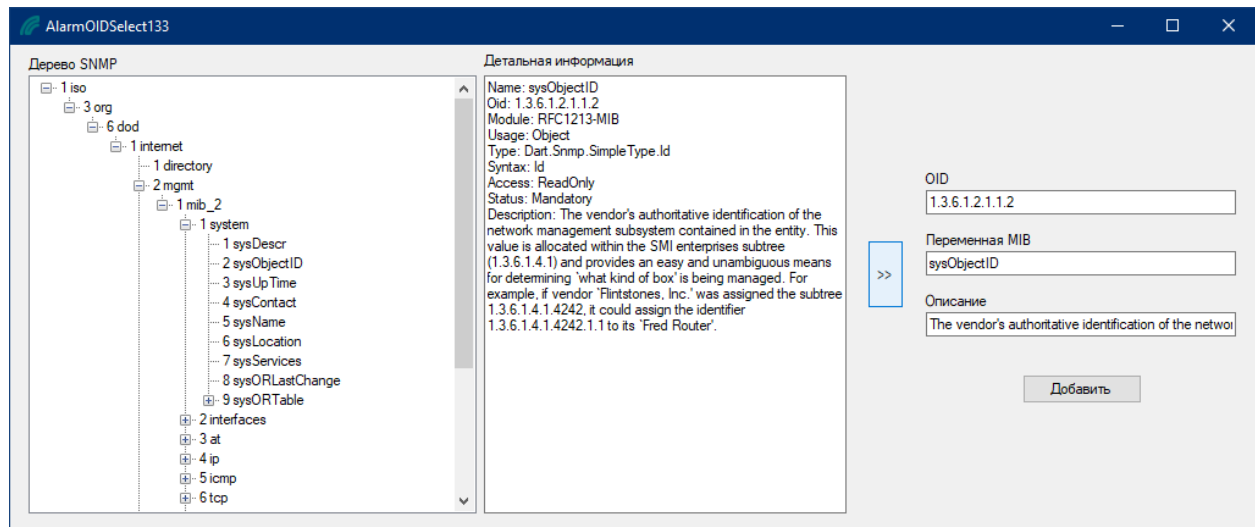 AlarmOIDSelect133
Дерево SNMP
1 iso
3 org
6 dod
1 internet
1 directory
2 mgmt
1 mib_2
1 system
1 sysDescr
2 sysObjectID
3 sysUpTime
4 sysContact
5 sysName
6 sysLocation
7 sysServices
8 sysORLastChange
9 sysORTable
2 interfaces
3 at
4 ip
5 icmp
6 tcp
Детальная информация
Name: sysObjectID
Oid: 1.3.6.1.2.1.1.2
Module: RFC1213-MIB
Usage: Object
Type: Dart.Snmp.SimpleType.Id
Syntax: Id
Access: ReadOnly
Status: Mandatory
Description: The vendor's authoritative identification of the
network management subsystem contained in the entity. This
value is allocated within the SMI enterprises subtree
(1.3.6.1.4.1) and provides an easy and unambiguous means
for determining `what kind of box' is being managed. For
example, if vendor `Flintstones, Inc.' was assigned the subtree
1.3.6.1.4.1.4242, it could assign the identifier
1.3.6.1.4.1.4242.1.1 to its `Fred Router'.
>>
OID
1.3.6.1.2.1.1.2
Переменная MIB
sysObjectID
Описание
The vendor's authoritative identification of the networ
Добавить